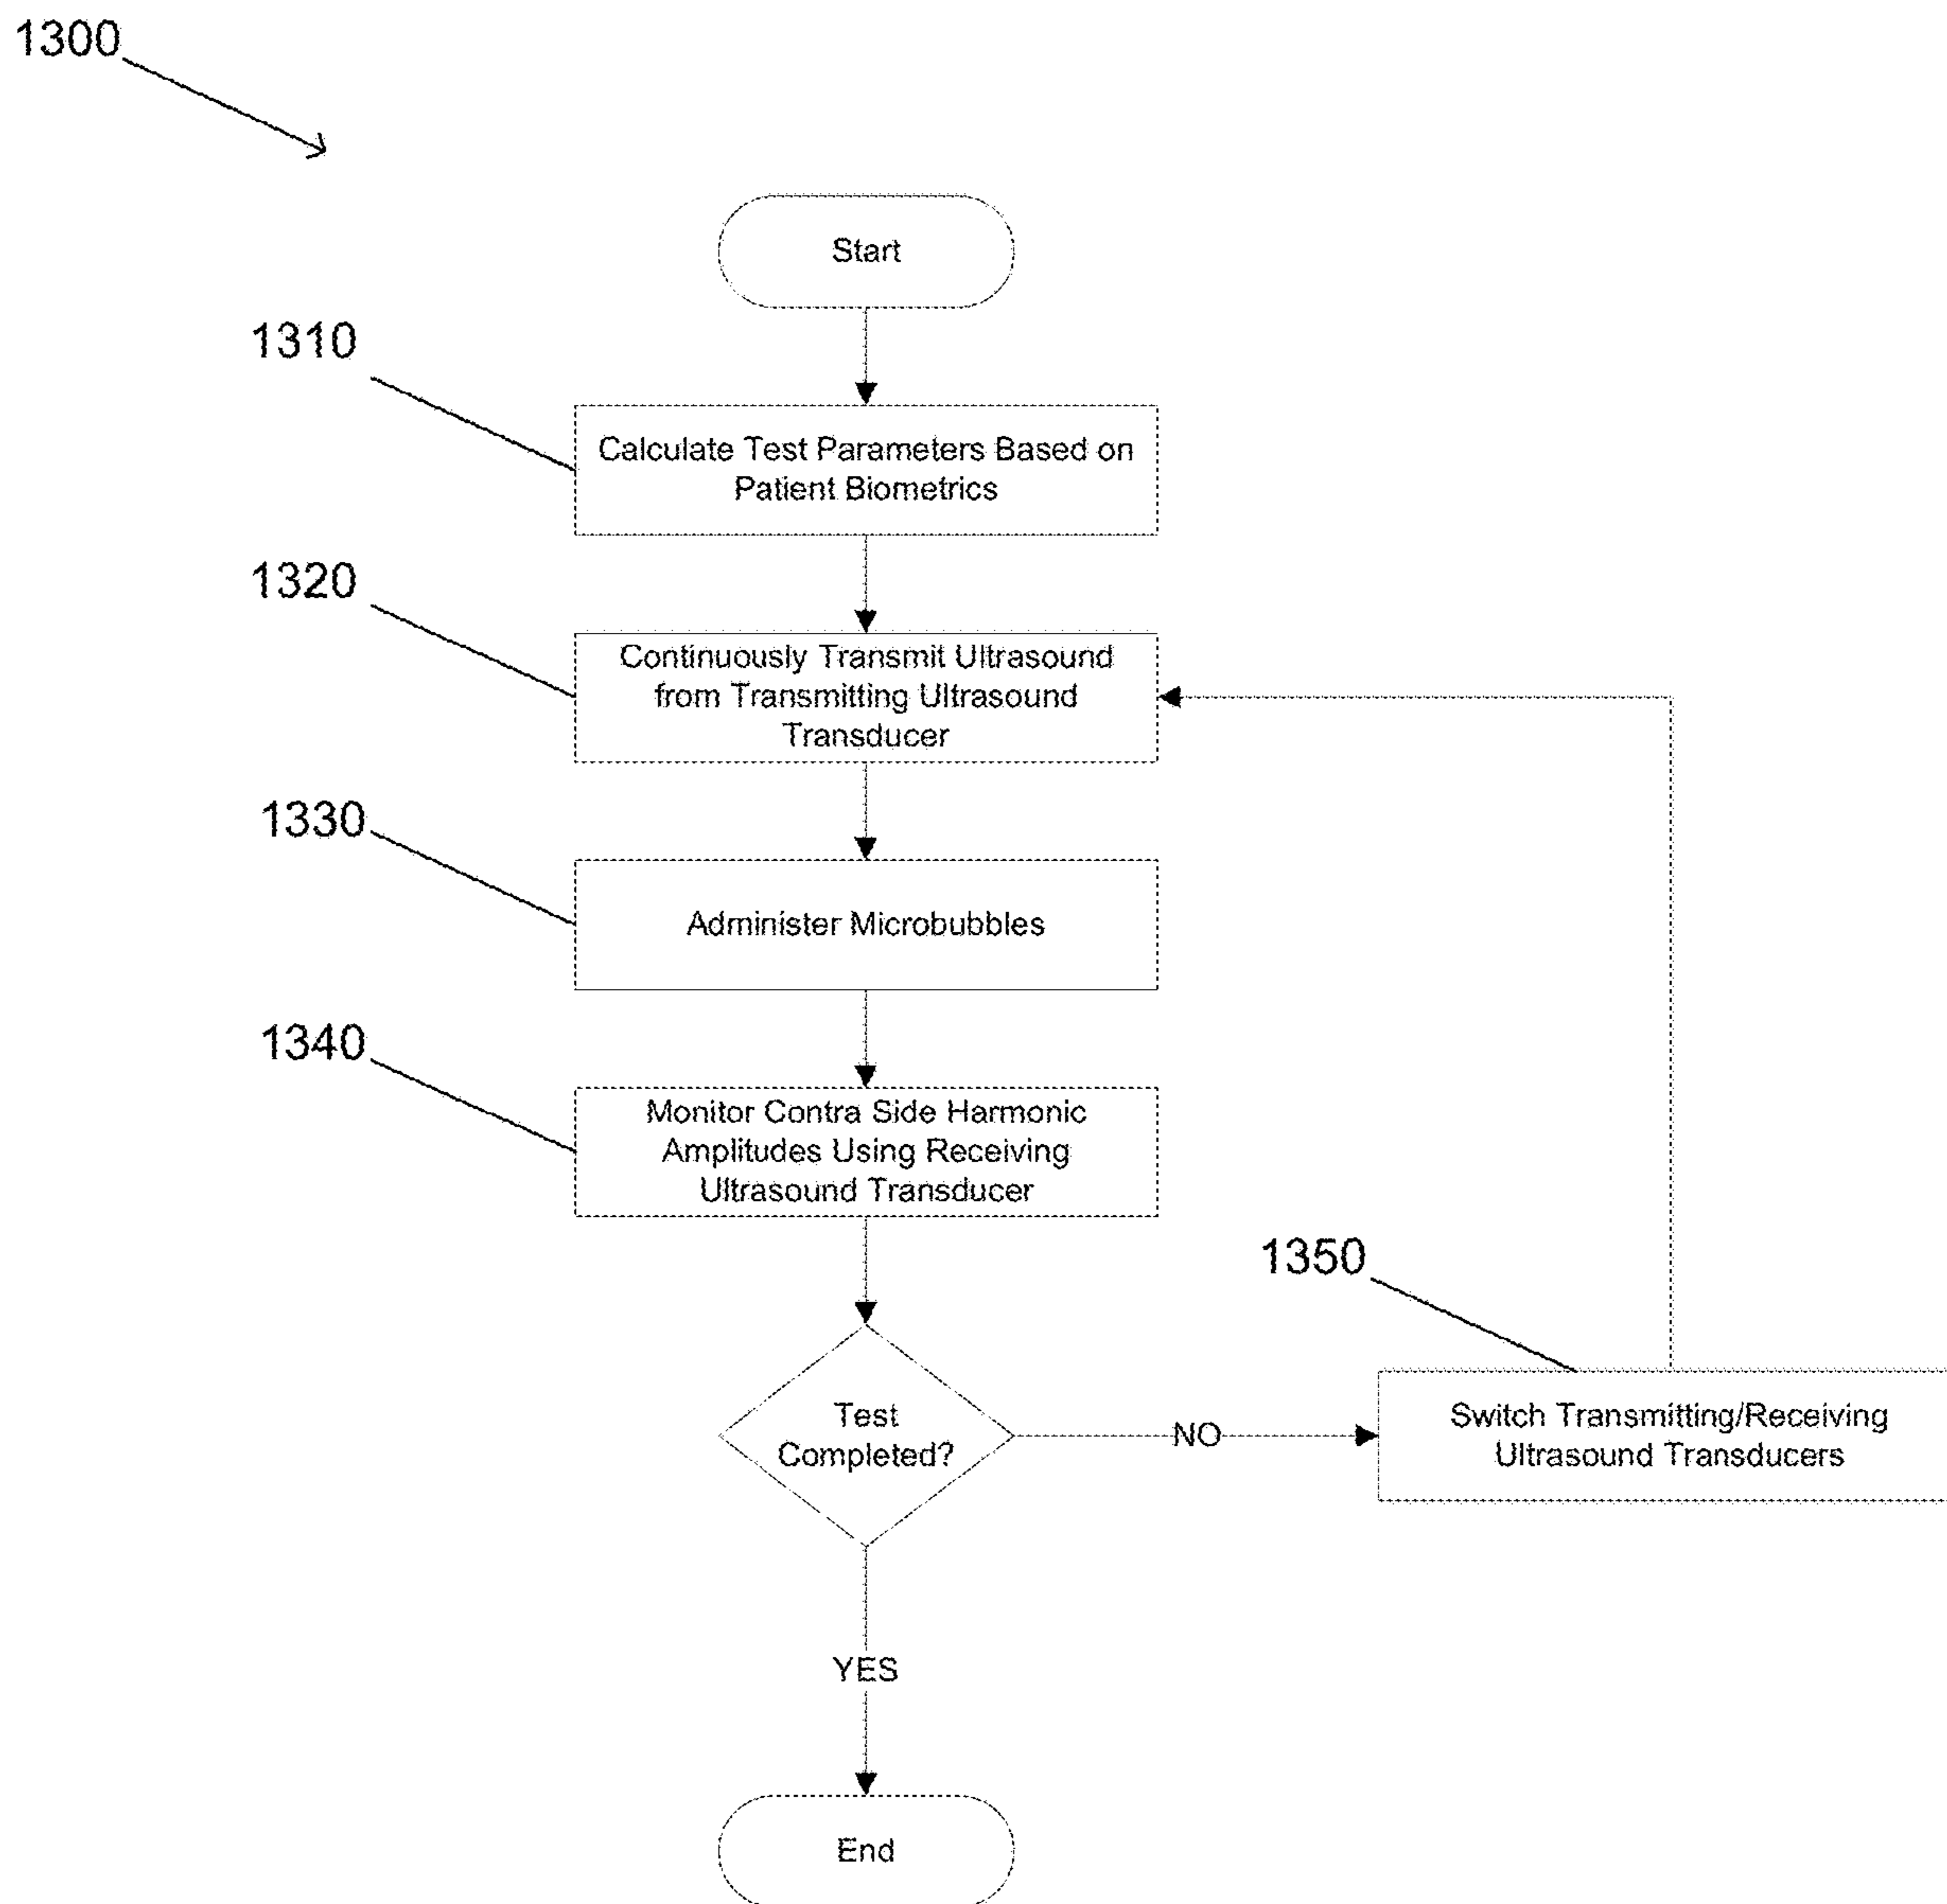 1300
Start
1310
Calculate Test Parameters Based on
Patient Biometrics
1320
Continuously Transmit Ultrasound
from Transmitting Ultrasound
Transducer
1330
Administer Microbubbles
1340
Monitor Contra Side Harmonic
Amplitudes Using Receiving
Ultrasound Transducer
1350
Test
Completed?
NO
Switch Transmitting/Receiving
Ultrasound Transducers
YES
End